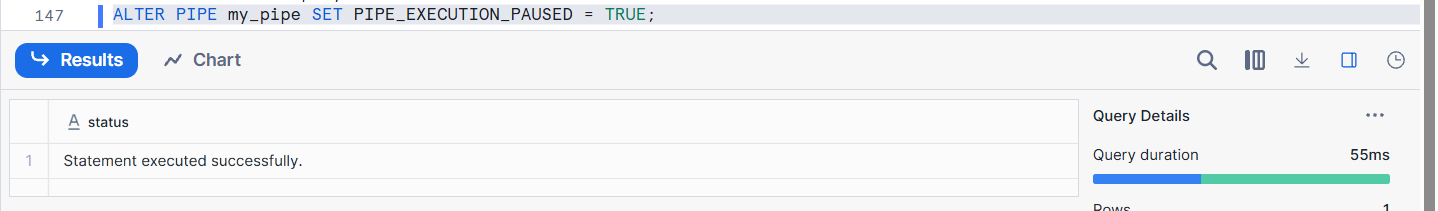 147 ALTER PIPE my_pipe SET PIPE_EXECUTION_PAUSED = TRUE;
Results Chart
A status Query Details
1 Statement executed successfully. Query duration 55ms
Rows 1